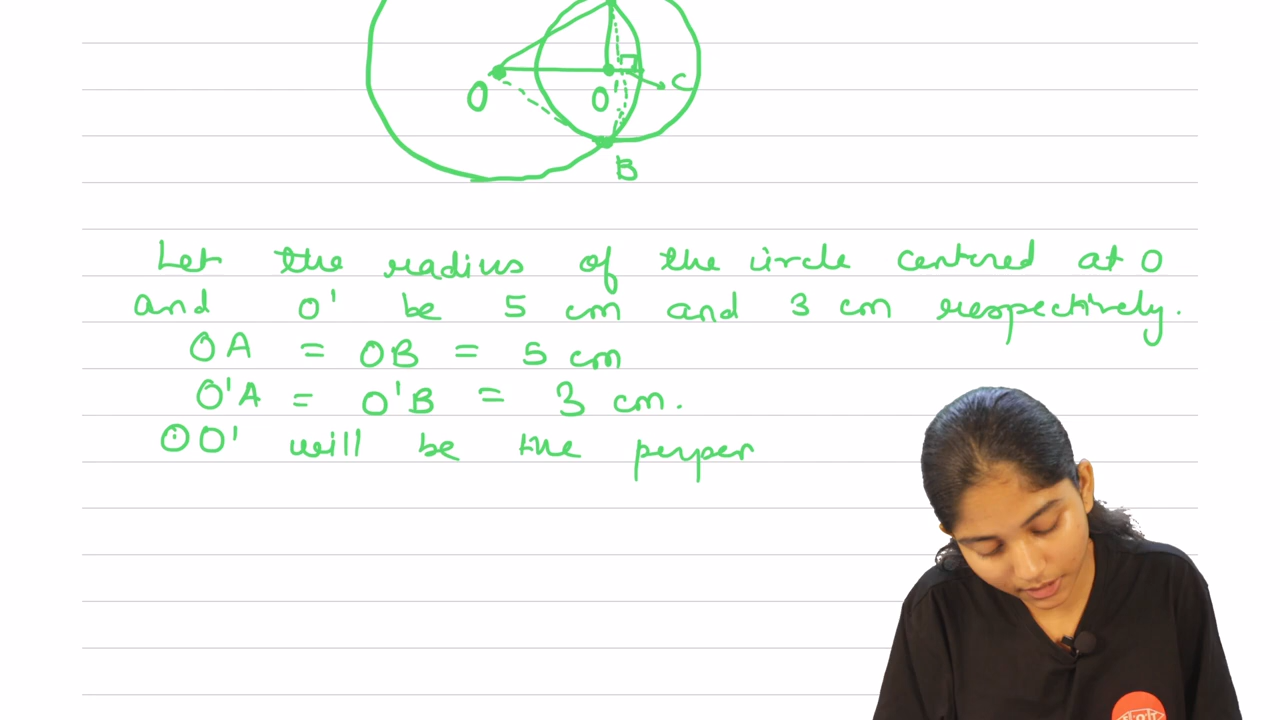 O
O'
C
B
Let the radius of the circle centred at O
and O' be 5 cm and 3 cm respectively.
OA = OB = 5 cm
O'A = O'B = 3 cm.
OO' will be the perper